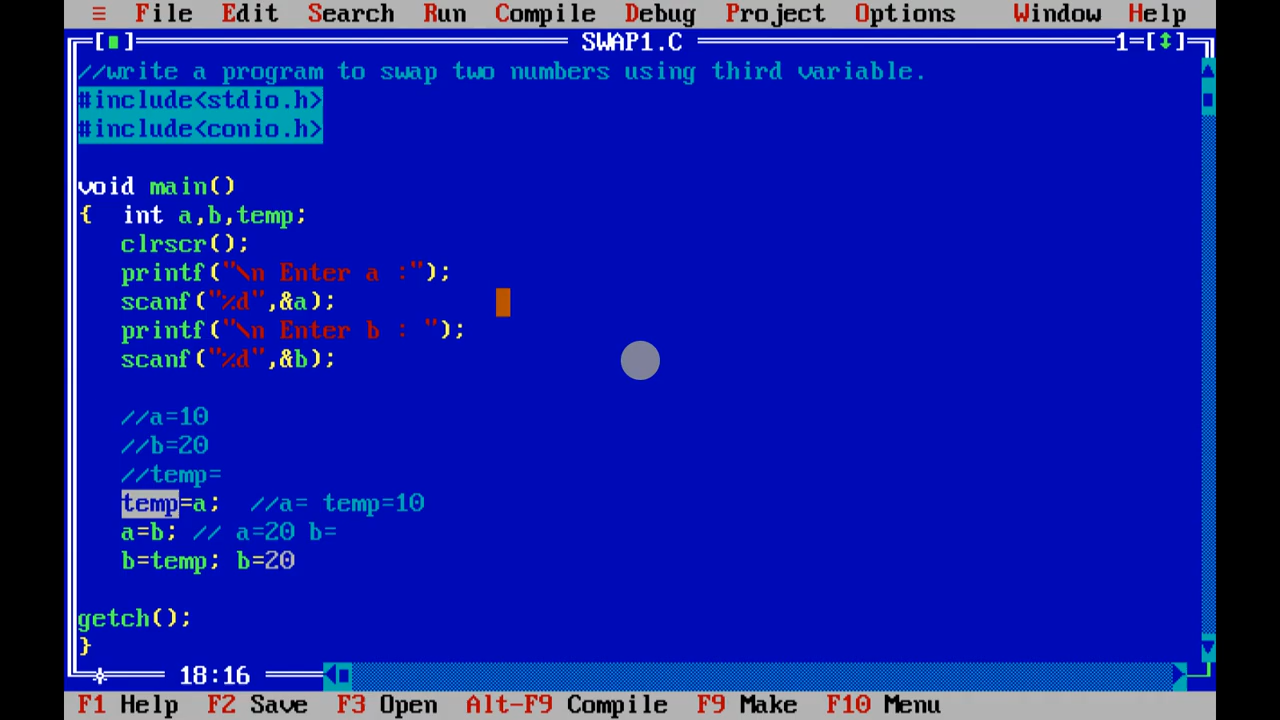 ≡ File Edit Search Run Compile Debug Project Options Window Help
[■] SWAP1.C 1=[↕]
//write a program to swap two numbers using third variable.
#include<stdio.h>
#include<conio.h>
void main()
{ int a,b,temp;
clrscr();
printf("\n Enter a :");
scanf("%d",&a);
printf("\n Enter b : ");
scanf("%d",&b);
//a=10
//b=20
//temp=
temp=a; //a= temp=10
a=b; // a=20 b=
b=temp; b=20
getch();
}
18:16
F1 Help F2 Save F3 Open Alt-F9 Compile F9 Make F10 Menu